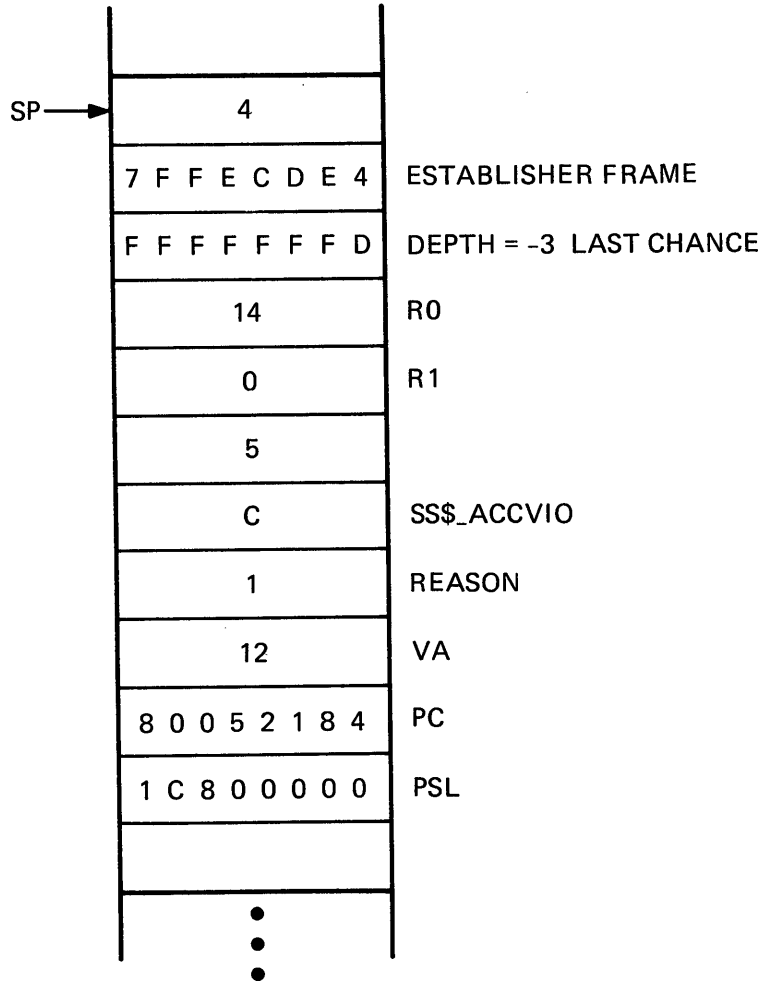 SP 4
7 F F E C D E 4 ESTABLISHER FRAME
F F F F F F F D DEPTH = -3 LAST CHANCE
14 R0
0 R1
5
C SS$_ACCVIO
1 REASON
12 VA
8 0 0 5 2 1 8 4 PC
1 C 8 0 0 0 0 0 PSL